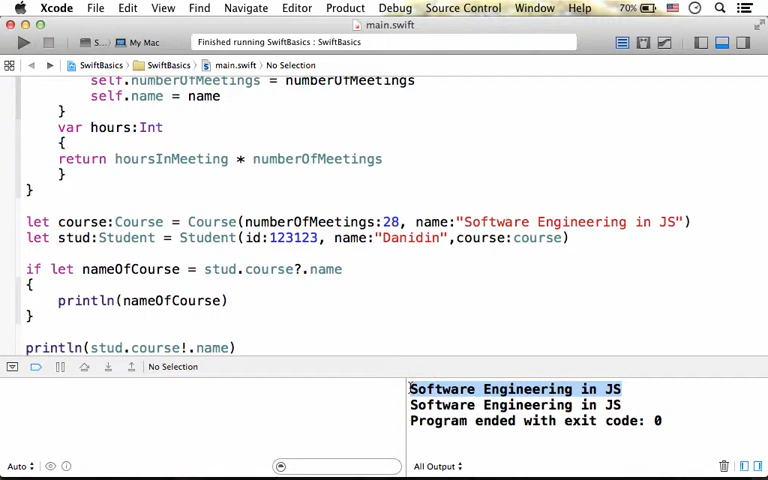 Xcode File Edit View Find Navigate Editor Product Debug Source Control Window Help 70%
main.swift
S... My Mac Finished running SwiftBasics : SwiftBasics
SwiftBasics SwiftBasics main.swift No Selection
self.numberOfMeetings = numberOfMeetings
self.name = name
}
var hours:Int
{
return hoursInMeeting * numberOfMeetings
}
}
let course:Course = Course(numberOfMeetings:28, name:"Software Engineering in JS")
let stud:Student = Student(id:123123, name:"Danidin",course:course)
if let nameOfCourse = stud.course?.name
{
println(nameOfCourse)
}
println(stud.course!.name)
No Selection
Software Engineering in JS
Software Engineering in JS
Program ended with exit code: 0
Auto All Output